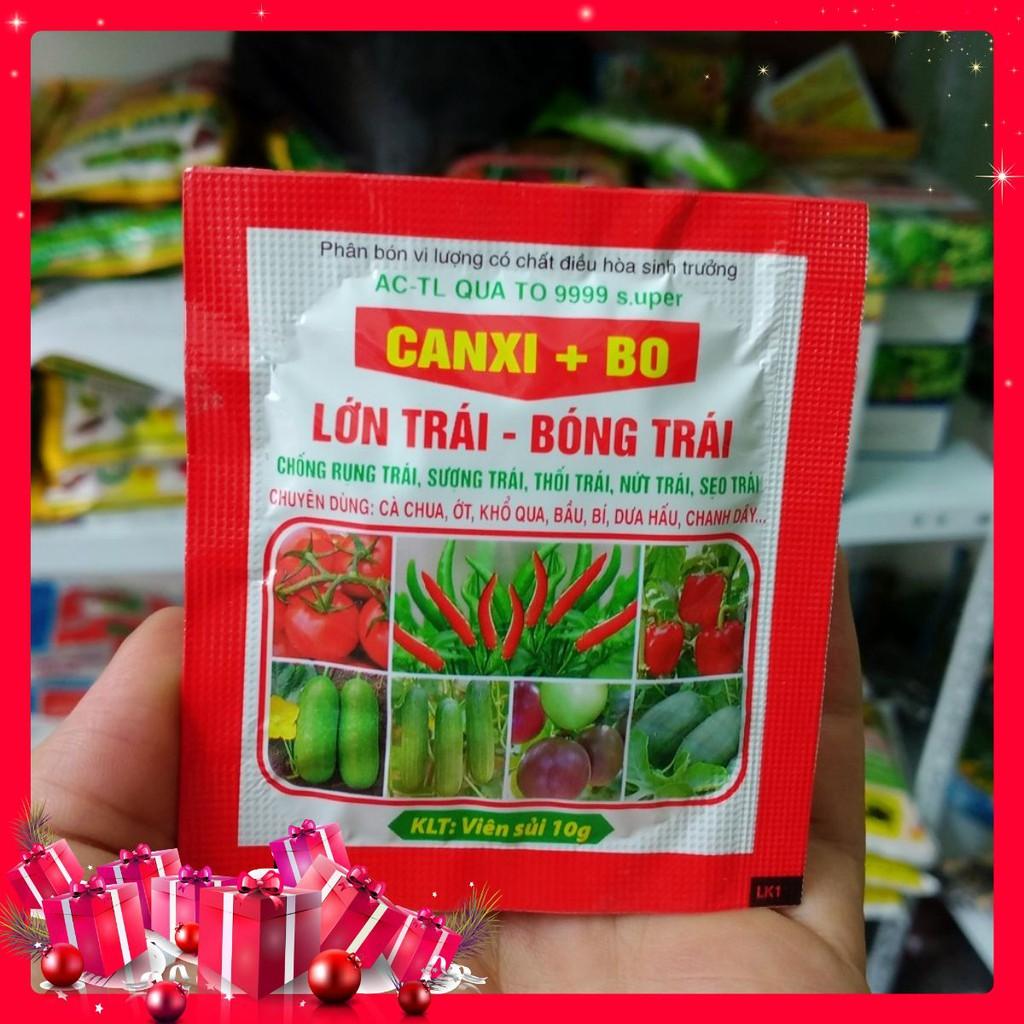 Phân bón vi lượng có chất điều hòa sinh trưởng
AC-TL QUA TO 9999 s.uper
CANXI + BO
LỚN TRÁI - BÓNG TRÁI
CHỐNG RỤNG TRÁI, SƯỢNG TRÁI, THỐI TRÁI, NỨT TRÁI, SẸO TRÁI
CHUYÊN DÙNG: CÀ CHUA, ỚT, KHỔ QUA, BẦU, BÍ, DƯA HẤU, CHANH DÂY...
KLT: Viên sủi 10g
LK1